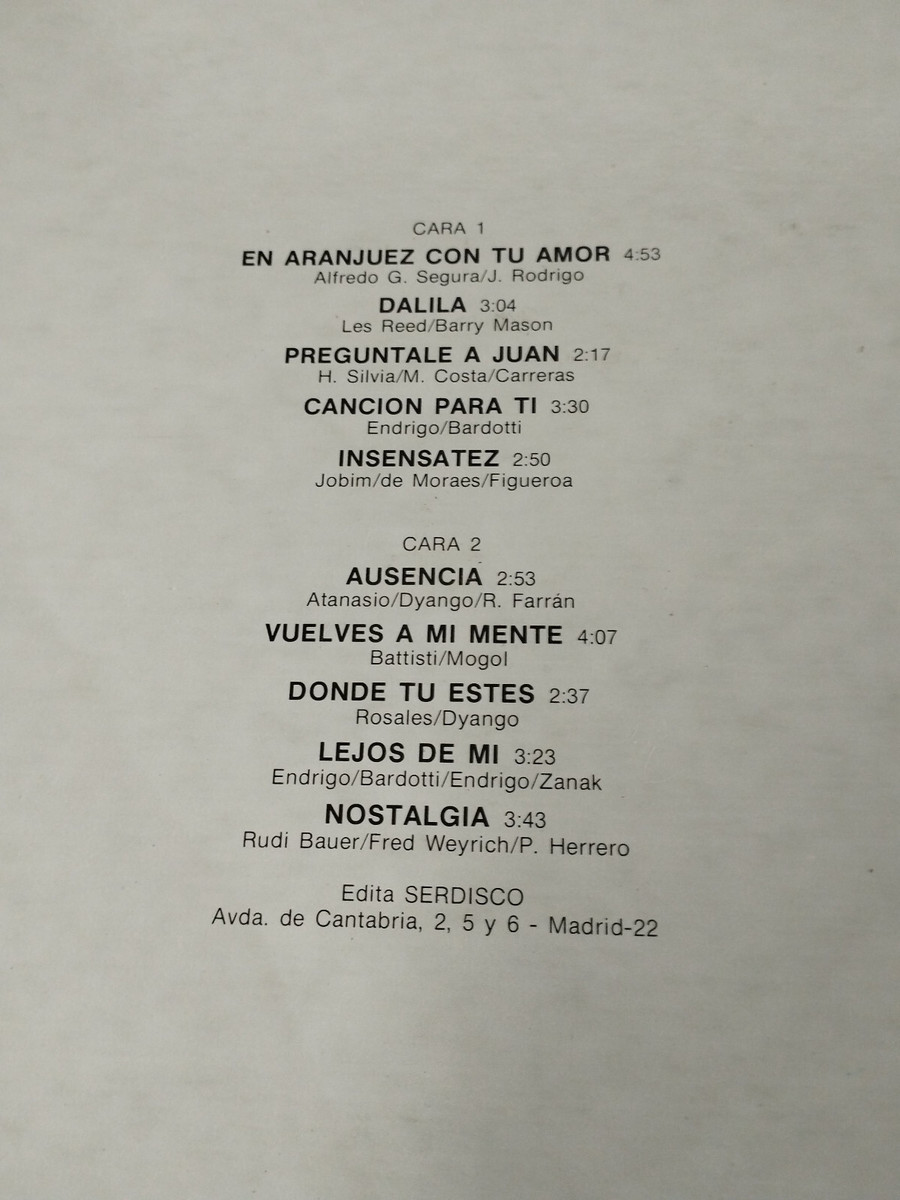 CARA 1
EN ARANJUEZ CON TU AMOR 4:53
Alfredo G. Segura/J. Rodrigo
DALILA 3:04
Les Reed/Barry Mason
PREGUNTALE A JUAN 2:17
H. Silvia/M. Costa/Carreras
CANCION PARA TI 3:30
Endrigo/Bardotti
INSENSATEZ 2:50
Jobim/de Moraes/Figueroa
CARA 2
AUSENCIA 2:53
Atanasio/Dyango/R. Farrán
VUELVES A MI MENTE 4:07
Battisti/Mogol
DONDE TU ESTES 2:37
Rosales/Dyango
LEJOS DE MI 3:23
Endrigo/Bardotti/Endrigo/Zanak
NOSTALGIA 3:43
Rudi Bauer/Fred Weyrich/P. Herrero
Edita SERDISCO
Avda. de Cantabria, 2, 5 y 6 - Madrid-22